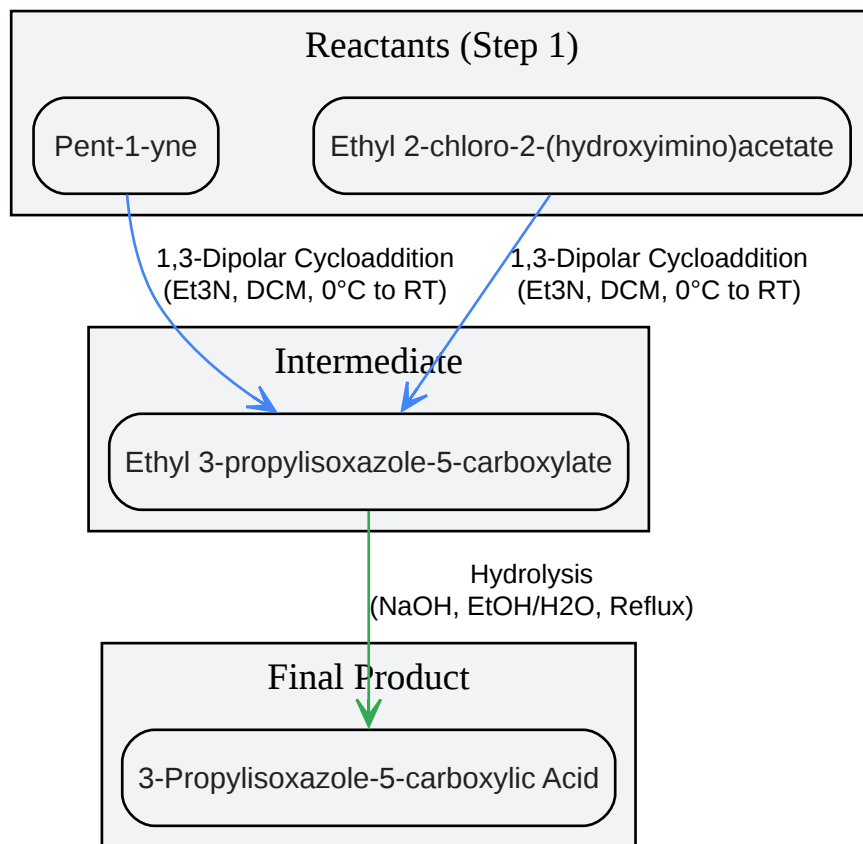 Reactants (Step 1)
Pent-1-yne
Ethyl 2-chloro-2-(hydroxyimino)acetate
1,3-Dipolar Cycloaddition
(Et3N, DCM, 0°C to RT)
1,3-Dipolar Cycloaddition
(Et3N, DCM, 0°C to RT)
Intermediate
Ethyl 3-propylisoxazole-5-carboxylate
Hydrolysis
(NaOH, EtOH/H2O, Reflux)
Final Product
3-Propylisoxazole-5-carboxylic Acid